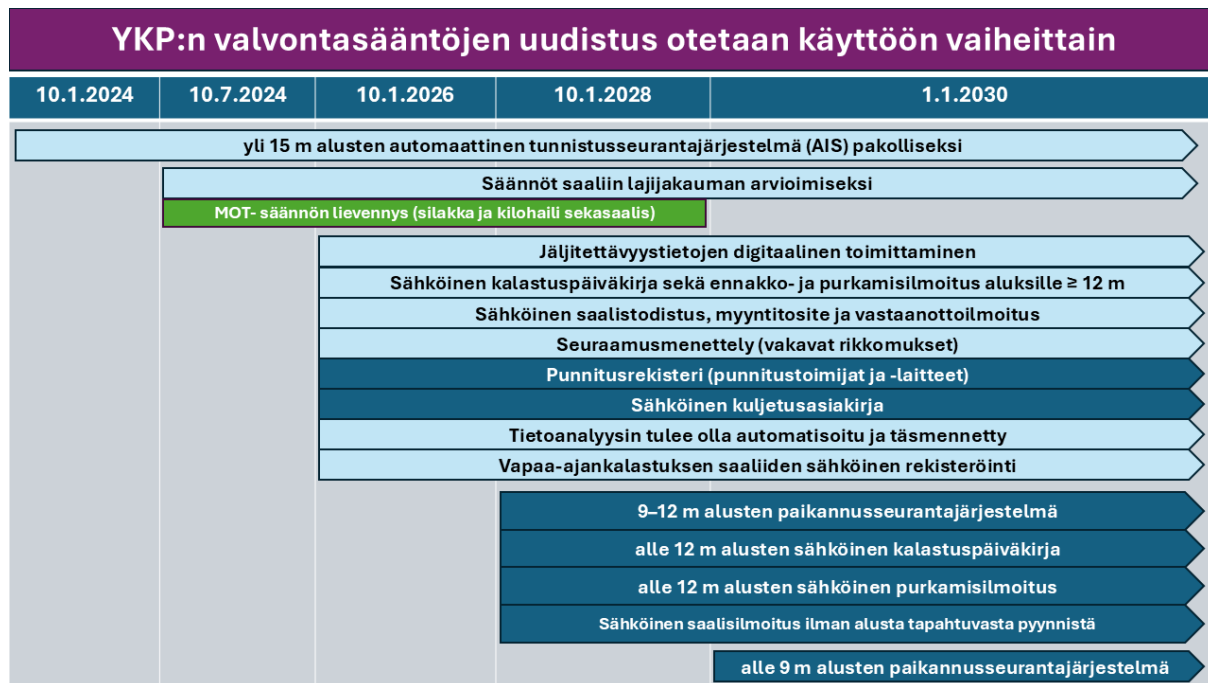 YKP:n valvontasääntöjen uudistus otetaan käyttöön vaiheittain
10.1.2024 10.7.2024 10.1.2026 10.1.2028 1.1.2030
yli 15 m alusten automaattinen tunnistusseurantajärjestelmä (AIS) pakolliseksi
Säännöt saaliin lajijakauman arvioimiseksi
MOT- säännön lievennys (silakka ja kilohaili sekasaalis)
Jäljitettävyystietojen digitaalinen toimittaminen
Sähköinen kalastuspäiväkirja sekä ennakko- ja purkamisilmoitus aluksille ≥ 12 m
Sähköinen saalistodistus, myyntitosite ja vastaanottoilmoitus
Seuraamusmenettely (vakavat rikkomukset)
Punnitusrekisteri (punnitustoimijat ja -laitteet)
Sähköinen kuljetusasiakirja
Tietoanalyysin tulee olla automatisoitu ja täsmennetty
Vapaa-ajankalastuksen saaliiden sähköinen rekisteröinti
9–12 m alusten paikannusseurantajärjestelmä
alle 12 m alusten sähköinen kalastuspäiväkirja
alle 12 m alusten sähköinen purkamisilmoitus
Sähköinen saalisilmoitus ilman alusta tapahtuvasta pyynnistä
alle 9 m alusten paikannusseurantajärjestelmä